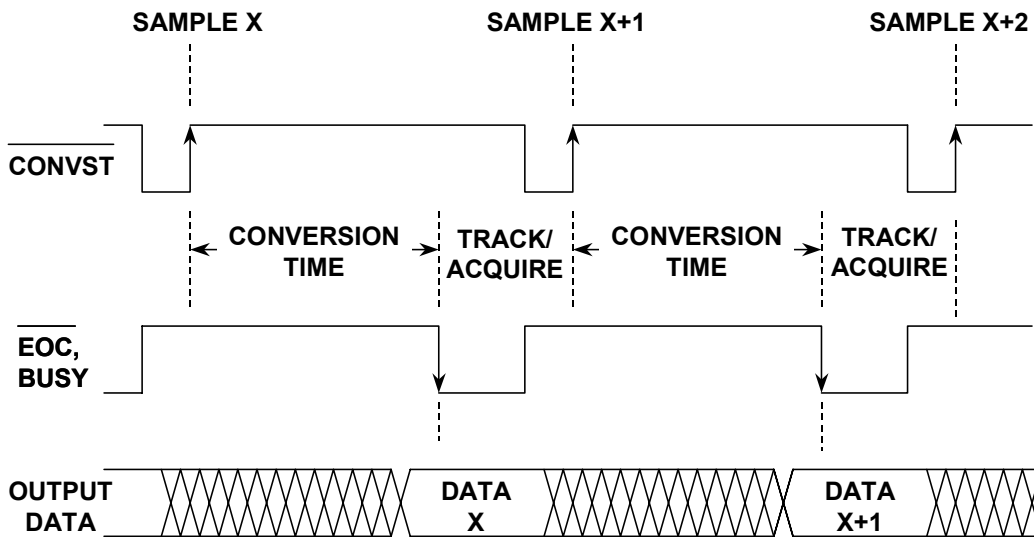 SAMPLE X
SAMPLE X+1
SAMPLE X+2
CONVST
CONVERSION
TIME
TRACK/
ACQUIRE
CONVERSION
TIME
TRACK/
ACQUIRE
EOC,
BUSY
OUTPUT
DATA
DATA
X
DATA
X+1